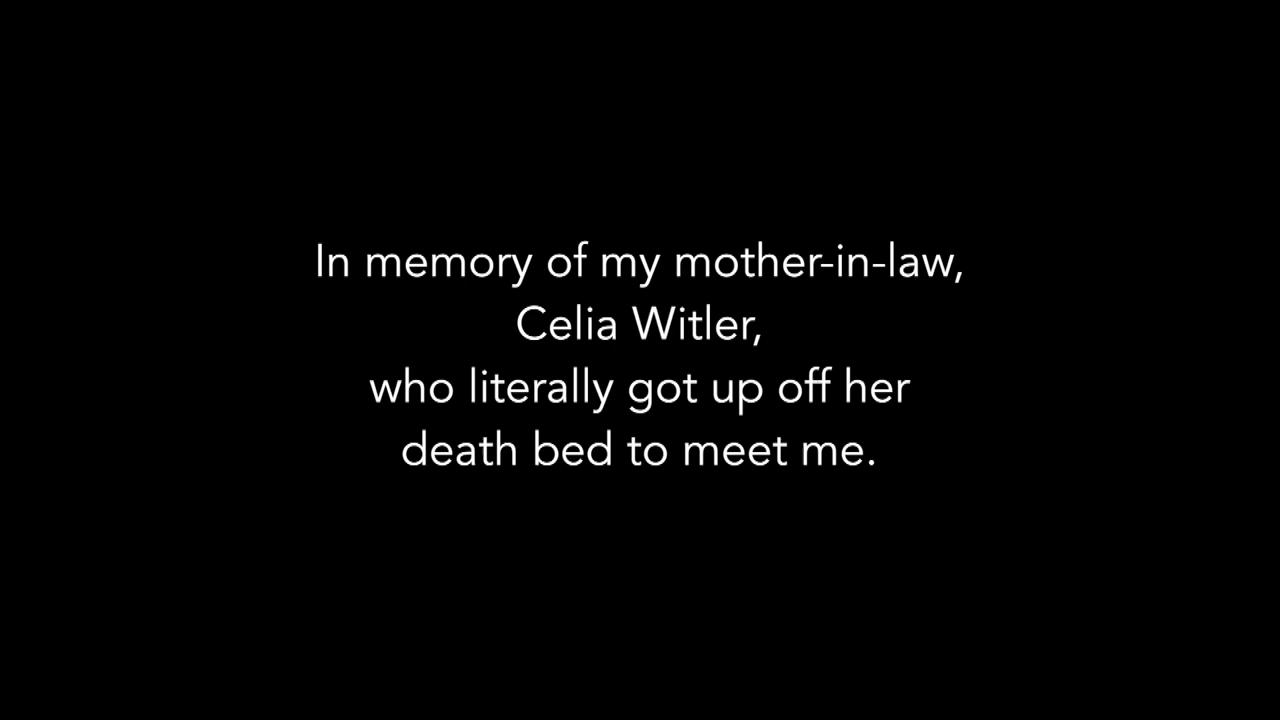 In memory of my mother-in-law,
Celia Witler,
who literally got up off her
death bed to meet me.